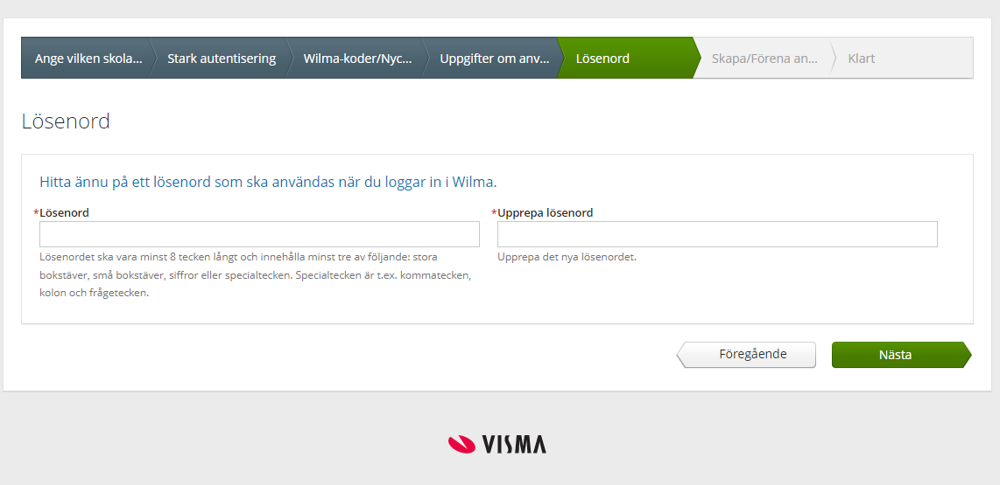 Ange vilken skola... Stark autentisering Wilma-koder/Nyc... Uppgifter om anv... Lösenord Skapa/Förena an... Klart
Lösenord
Hitta ännu på ett lösenord som ska användas när du loggar in i Wilma.
*Lösenord
Lösenordet ska vara minst 8 tecken långt och innehålla minst tre av följande: stora
bokstäver, små bokstäver, siffror eller specialtecken. Specialtecken är t.ex. kommatecken,
kolon och frågetecken.
*Upprepa lösenord
Upprepa det nya lösenordet.
Föregående Nästa
VISMA